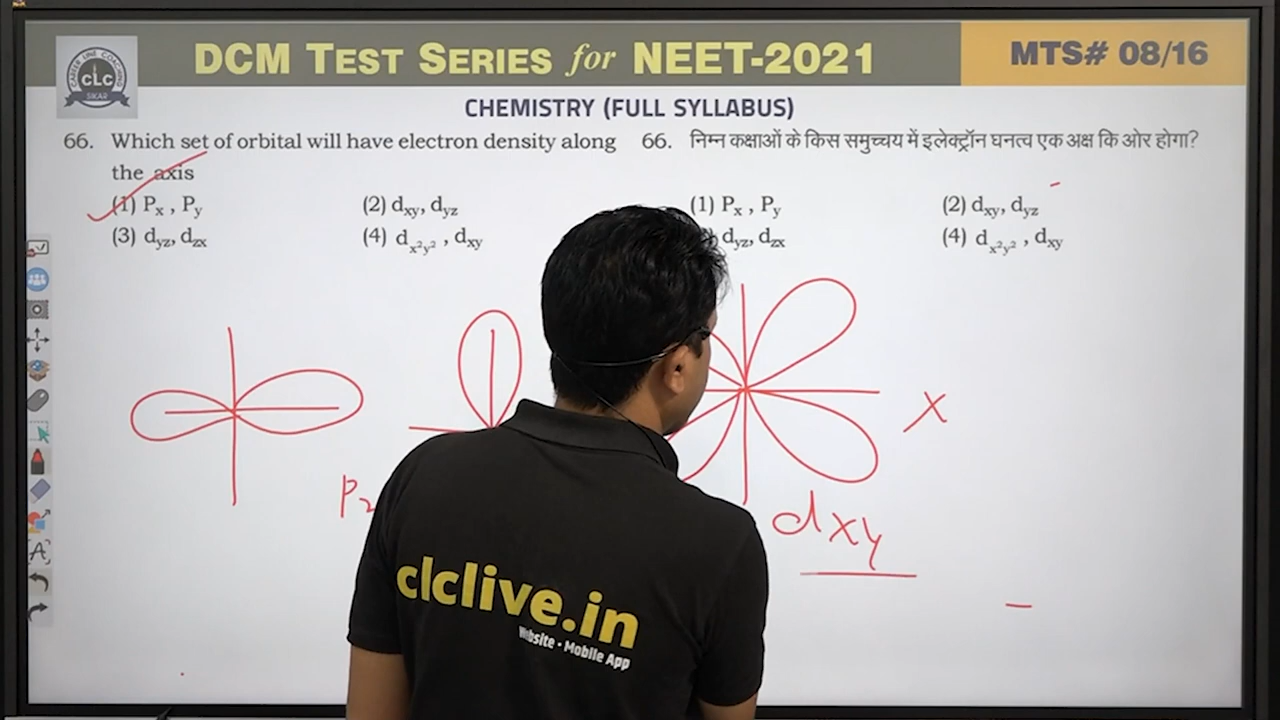 DCM TEST SERIES for NEET-2021
MTS# 08/16
CAREER LINE COACHING
CLC
SIKAR
CHEMISTRY (FULL SYLLABUS)
66. Which set of orbital will have electron density along
the axis
(1) Px , Py (2) dxy, dyz
(3) dyz, dzx (4) dx²y² , dxy
66. निम्न कक्षाओं के किस समुच्चय में इलेक्ट्रॉन घनत्व एक अक्ष कि ओर होगा?
(1) Px , Py (2) dxy, dyz
dyz, dzx (4) dx²y² , dxy
x
dxy
A
clclive.in
Website • Mobile App